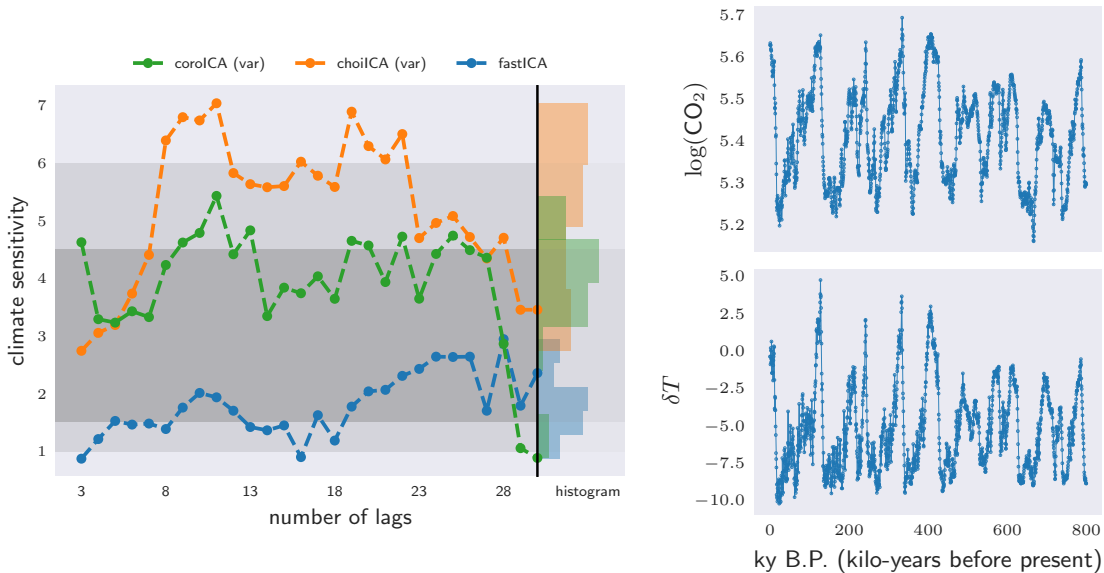 coroICA (var) choiICA (var) fastICA
climate sensitivity
7
6
5
4
3
2
1
3 8 13 18 23 28 histogram
number of lags
log(CO₂)
5.7
5.6
5.5
5.4
5.3
5.2
δT
5.0
2.5
0.0
−2.5
−5.0
−7.5
−10.0
0 200 400 600 800
ky B.P. (kilo-years before present)